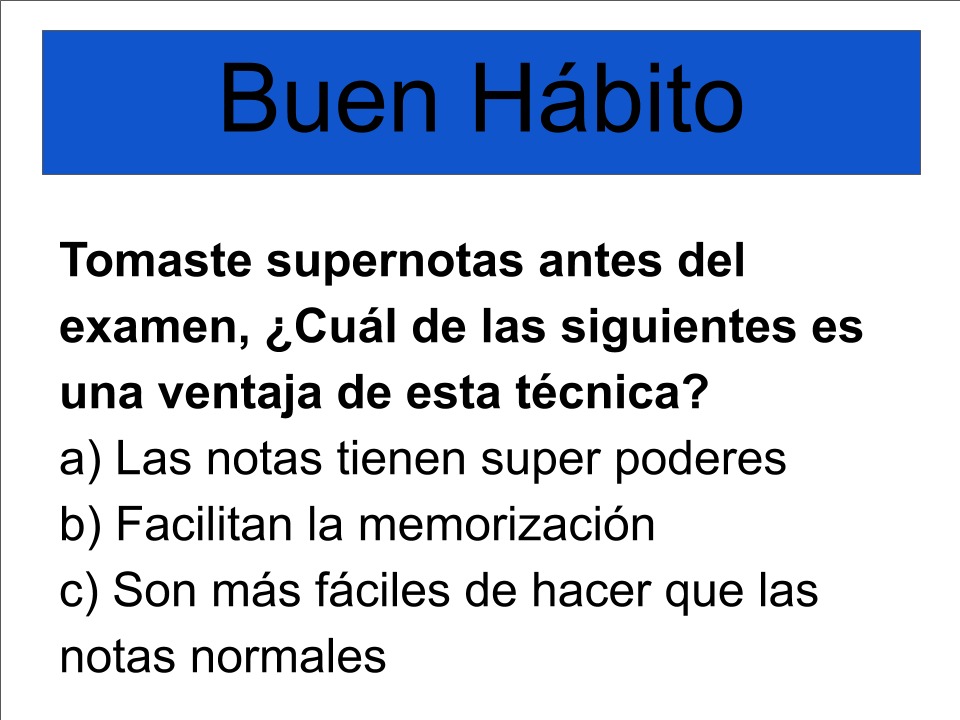 Buen Hábito
Tomaste supernotas antes del
examen, ¿Cuál de las siguientes es
una ventaja de esta técnica?
a) Las notas tienen super poderes
b) Facilitan la memorización
c) Son más fáciles de hacer que las
notas normales